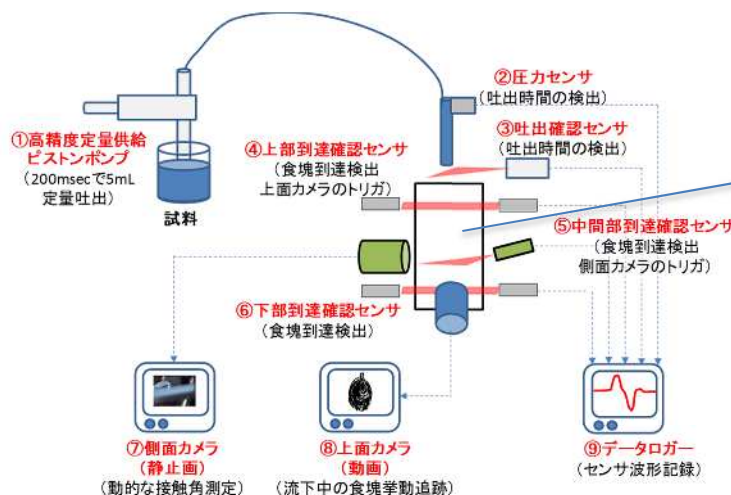 ①高精度定量供給
ピストンポンプ
(200msecで5mL
定量吐出)
試料
②圧力センサ
(吐出時間の検出)
③吐出確認センサ
(吐出時間の検出)
④上部到達確認センサ
(食塊到達検出
上面カメラのトリガ)
⑤中間部到達確認センサ
(食塊到達検出
側面カメラのトリガ)
⑥下部到達確認センサ
(食塊到達検出)
⑦側面カメラ
(静止画)
(動的な接触角測定)
⑧上面カメラ
(動画)
(流下中の食塊挙動追跡)
⑨データロガー
(センサ波形記録)